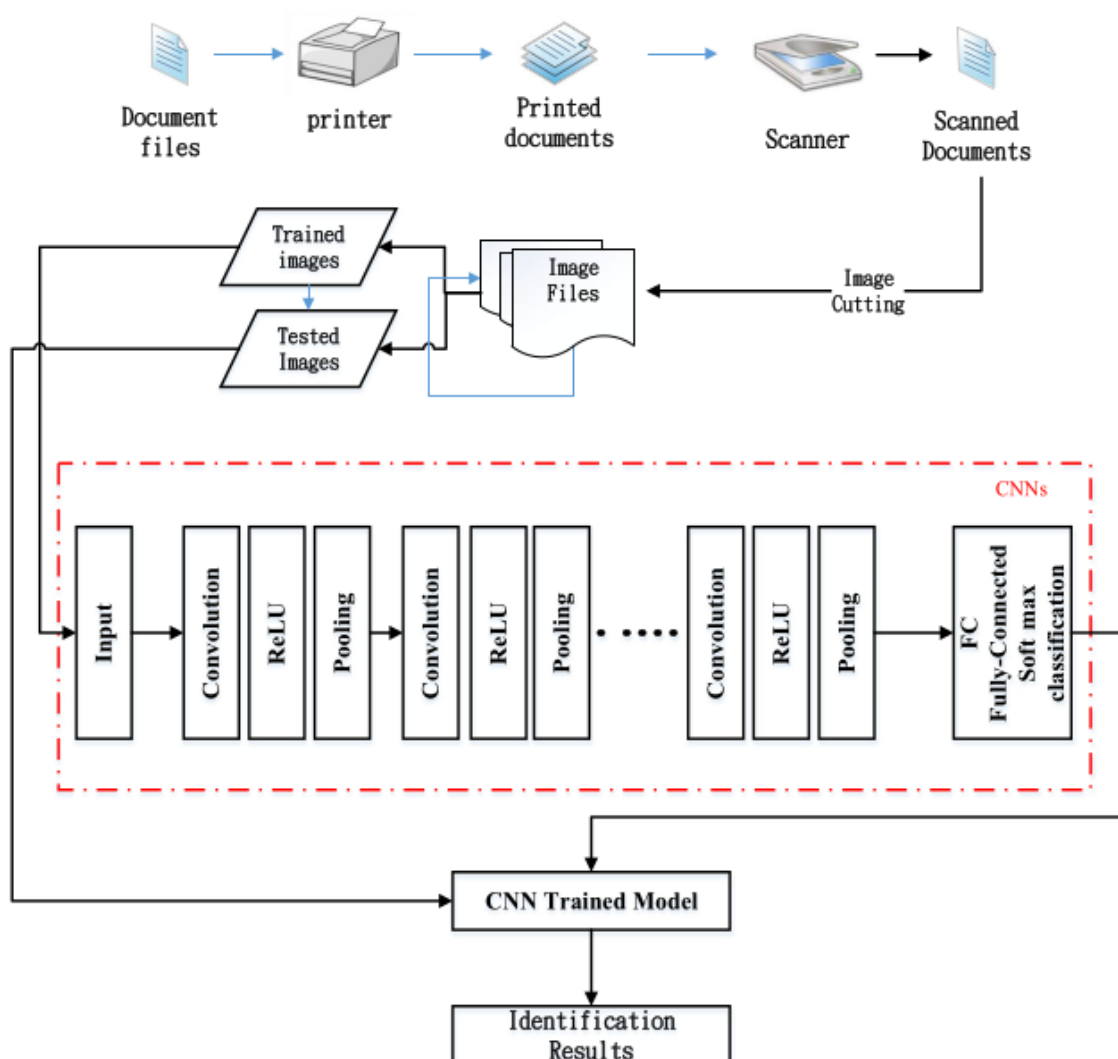 Document
files
printer
Printed
documents
Scanner
Scanned
Documents
Trained
images
Image
Files
Image
Cutting
Tested
Images
CNNs
Input
Convolution
ReLU
Pooling
Convolution
ReLU
Pooling
Convolution
ReLU
Pooling
FC
Fully-Connected
Soft max
classification
CNN Trained Model
Identification
Results